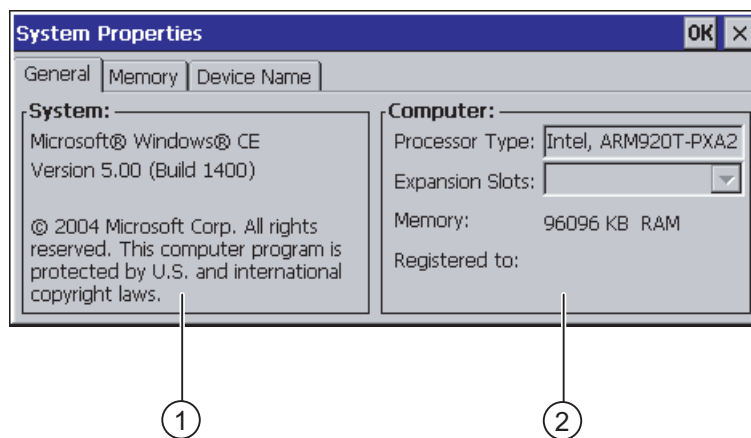 System Properties OK ×
General Memory Device Name
System:
Microsoft® Windows® CE
Version 5.00 (Build 1400)
© 2004 Microsoft Corp. All rights
reserved. This computer program is
protected by U.S. and international
copyright laws.
Computer:
Processor Type: Intel, ARM920T-PXA2
Expansion Slots:
Memory: 96096 KB RAM
Registered to:
1 2